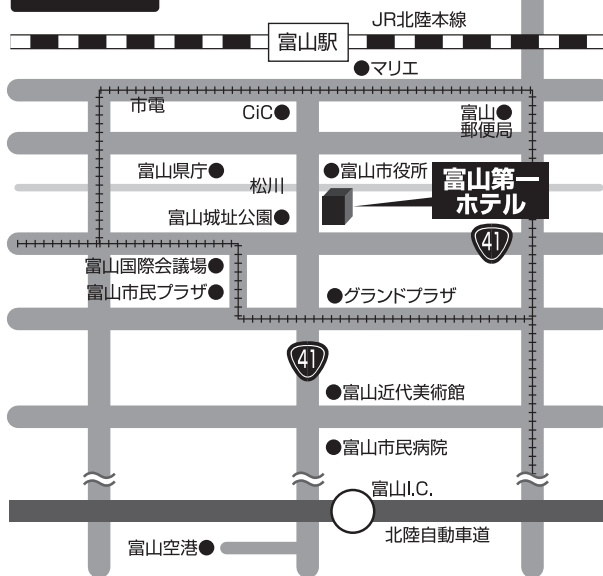 JR北陸本線
富山駅
マリエ
市電
CiC
富山
郵便局
富山県庁
富山市役所
松川
富山第一
ホテル
富山城址公園
41
富山国際会議場
富山市民プラザ
グランドプラザ
41
富山近代美術館
富山市民病院
富山I.C.
北陸自動車道
富山空港